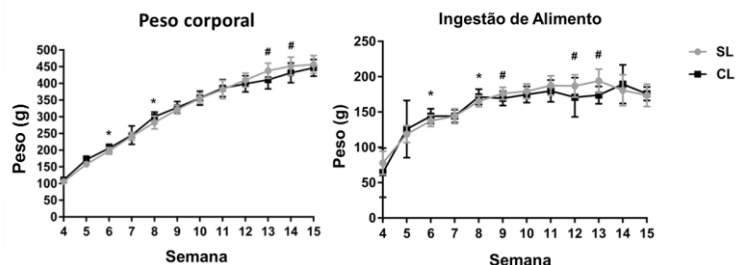 Peso corporal
Peso (g)
500
450
400
350
300
250
200
150
100
50
0
* * # #
4 5 6 7 8 9 10 11 12 13 14 15
Semana
Ingestão de Alimento
Peso (g)
250
200
150
100
50
0
* * # # #
4 5 6 7 8 9 10 11 12 13 14 15
Semana
SL
CL